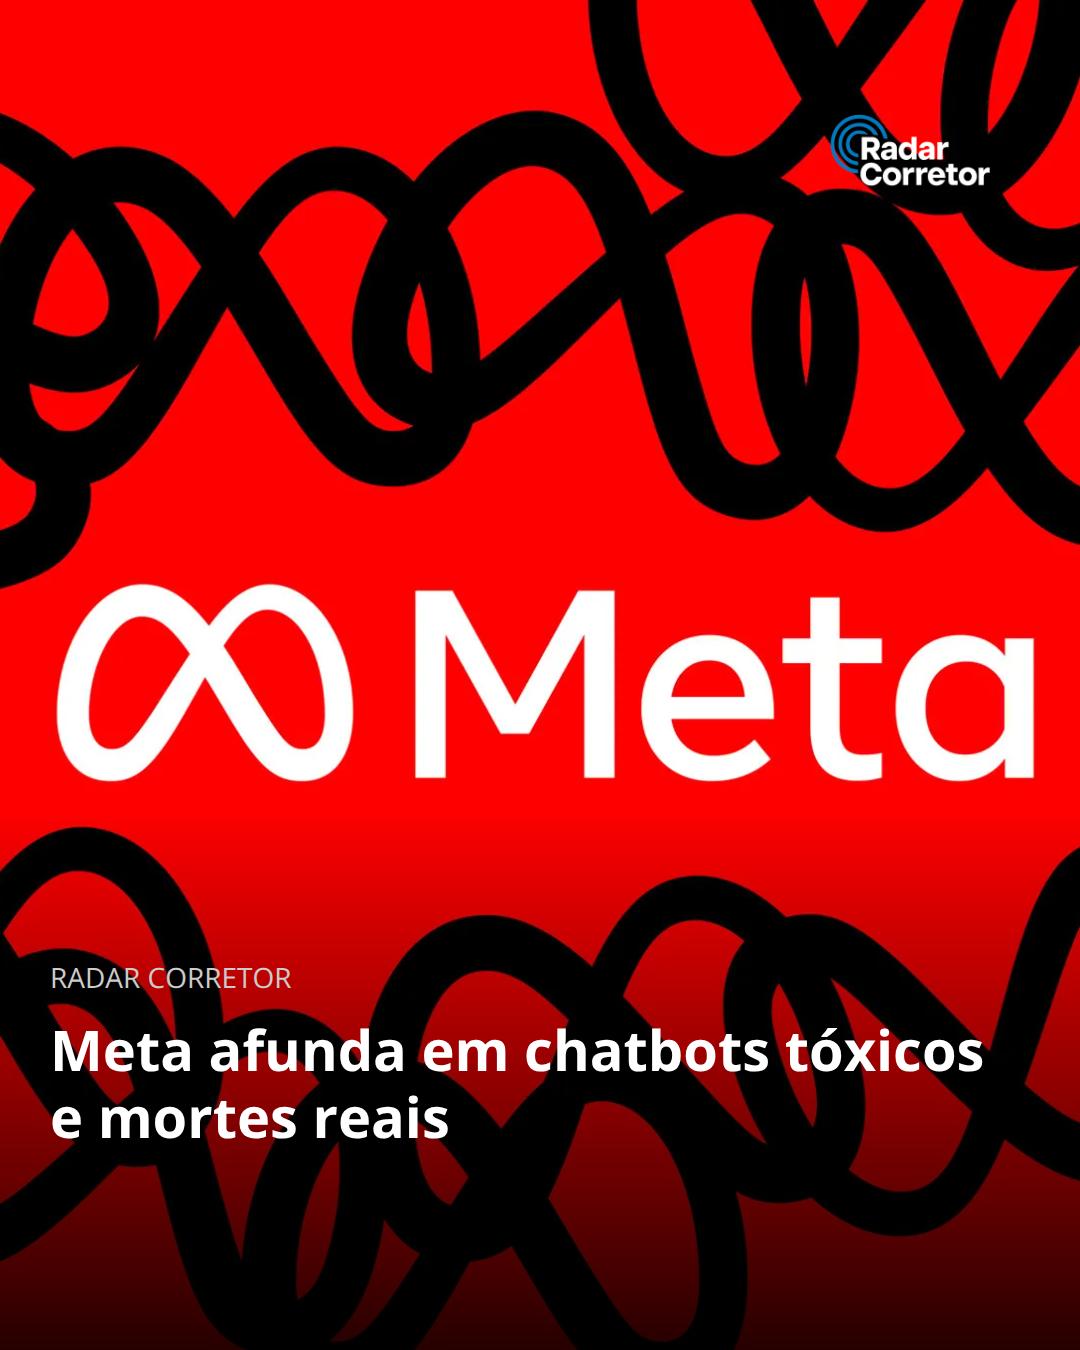 Radar
Corretor
Meta
RADAR CORRETOR
Meta afunda em chatbots tóxicos
e mortes reais